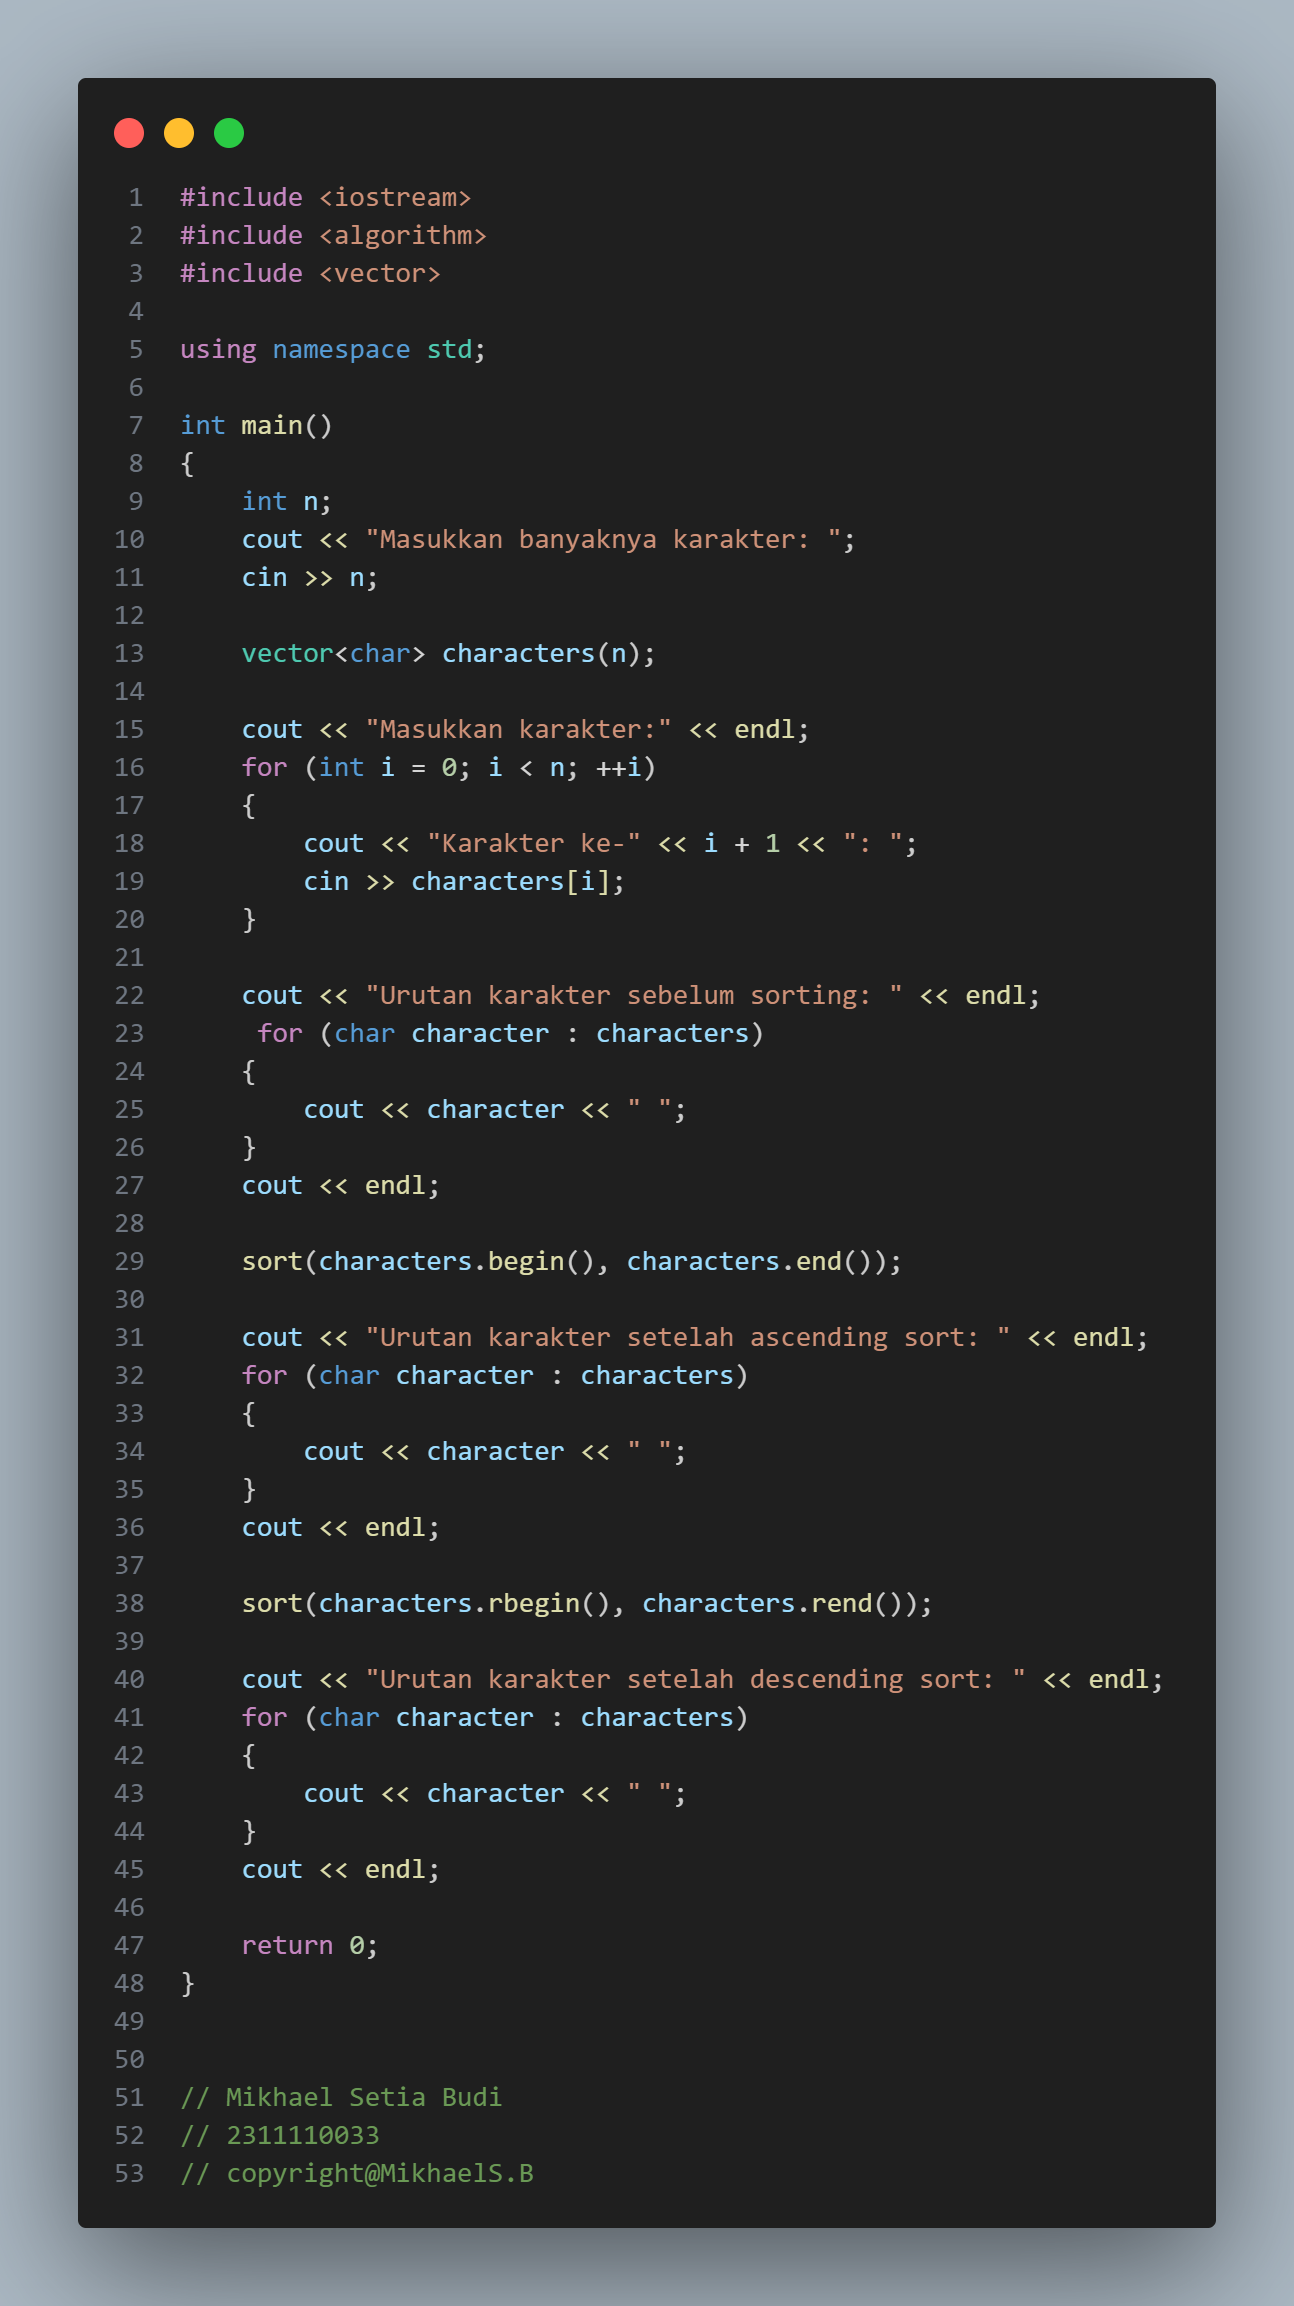 1 #include <iostream>
2 #include <algorithm>
3 #include <vector>
4
5 using namespace std;
6
7 int main()
8 {
9     int n;
10     cout << "Masukkan banyaknya karakter: ";
11     cin >> n;
12
13     vector<char> characters(n);
14
15     cout << "Masukkan karakter:" << endl;
16     for (int i = 0; i < n; ++i)
17     {
18         cout << "Karakter ke-" << i + 1 << ": ";
19         cin >> characters[i];
20     }
21
22     cout << "Urutan karakter sebelum sorting: " << endl;
23      for (char character : characters)
24     {
25         cout << character << " ";
26     }
27     cout << endl;
28
29     sort(characters.begin(), characters.end());
30
31     cout << "Urutan karakter setelah ascending sort: " << endl;
32     for (char character : characters)
33     {
34         cout << character << " ";
35     }
36     cout << endl;
37
38     sort(characters.rbegin(), characters.rend());
39
40     cout << "Urutan karakter setelah descending sort: " << endl;
41     for (char character : characters)
42     {
43         cout << character << " ";
44     }
45     cout << endl;
46
47     return 0;
48 }
49
50
51 // Mikhael Setia Budi
52 // 2311110033
53 // copyright@MikhaelS.B